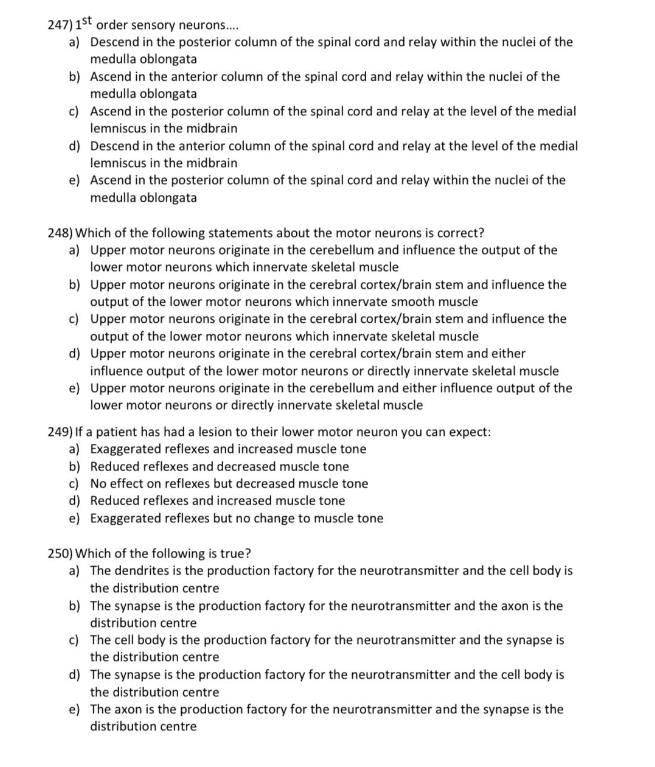 247) 1st order sensory neurons....
a) Descend in the posterior column of the spinal cord and relay within the nuclei of the
medulla oblongata
b) Ascend in the anterior column of the spinal cord and relay within the nuclei of the
medulla oblongata
c) Ascend in the posterior column of the spinal cord and relay at the level of the medial
lemniscus in the midbrain
d) Descend in the anterior column of the spinal cord and relay at the level of the medial
lemniscus in the midbrain
e) Ascend in the posterior column of the spinal cord and relay within the nuclei of the
medulla oblongata
248) Which of the following statements about the motor neurons is correct?
a) Upper motor neurons originate in the cerebellum and influence the output of the
lower motor neurons which innervate skeletal muscle
b) Upper motor neurons originate in the cerebral cortex/brain stem and influence the
output of the lower motor neurons which innervate smooth muscle
c) Upper motor neurons originate in the cerebral cortex/brain stem and influence the
output of the lower motor neurons which innervate skeletal muscle
d) Upper motor neurons originate in the cerebral cortex/brain stem and either
influence output of the lower motor neurons or directly innervate skeletal muscle
e) Upper motor neurons originate in the cerebellum and either influence output of the
lower motor neurons or directly innervate skeletal muscle
249) If a patient has had a lesion to their lower motor neuron you can expect:
a) Exaggerated reflexes and increased muscle tone
b) Reduced reflexes and decreased muscle tone
c) No effect on reflexes but decreased muscle tone
d) Reduced reflexes and increased muscle tone
e) Exaggerated reflexes but no change to muscle tone
250) Which of the following is true?
a) The dendrites is the production factory for the neurotransmitter and the cell body is
the distribution centre
b) The synapse is the production factory for the neurotransmitter and the axon is the
distribution centre
c) The cell body is the production factory for the neurotransmitter and the synapse is
the distribution centre
d) The synapse is the production factory for the neurotransmitter and the cell body is
the distribution centre
e) The axon is the production factory for the neurotransmitter and the synapse is the
distribution centre